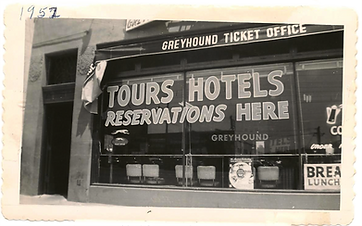 1957
GREYHOUND TICKET OFFICE
TOURS HOTELS
RESERVATIONS HERE
GREYHOUND
BREA
LUNCH